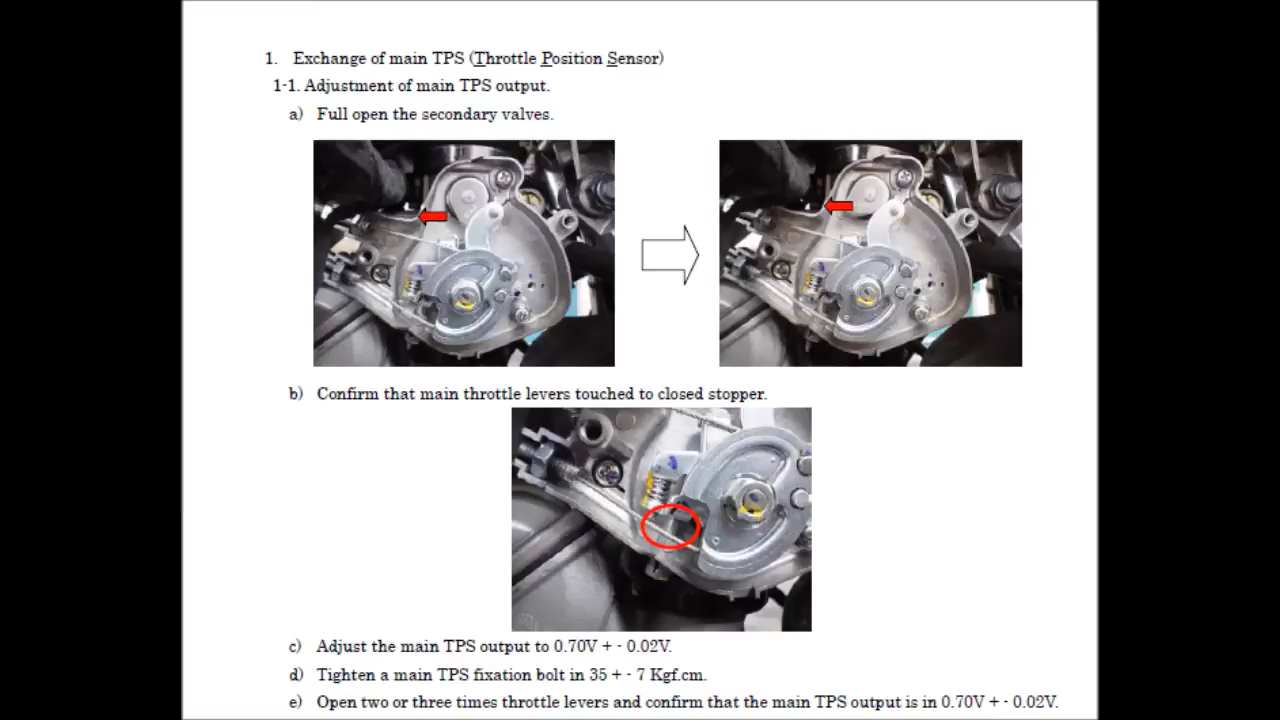 1. Exchange of main TPS (Throttle Position Sensor)
1-1. Adjustment of main TPS output.
a) Full open the secondary valves.
b) Confirm that main throttle levers touched to closed stopper.
c) Adjust the main TPS output to 0.70V + - 0.02V.
d) Tighten a main TPS fixation bolt in 35 + - 7 Kgf.cm.
e) Open two or three times throttle levers and confirm that the main TPS output is in 0.70V + - 0.02V.